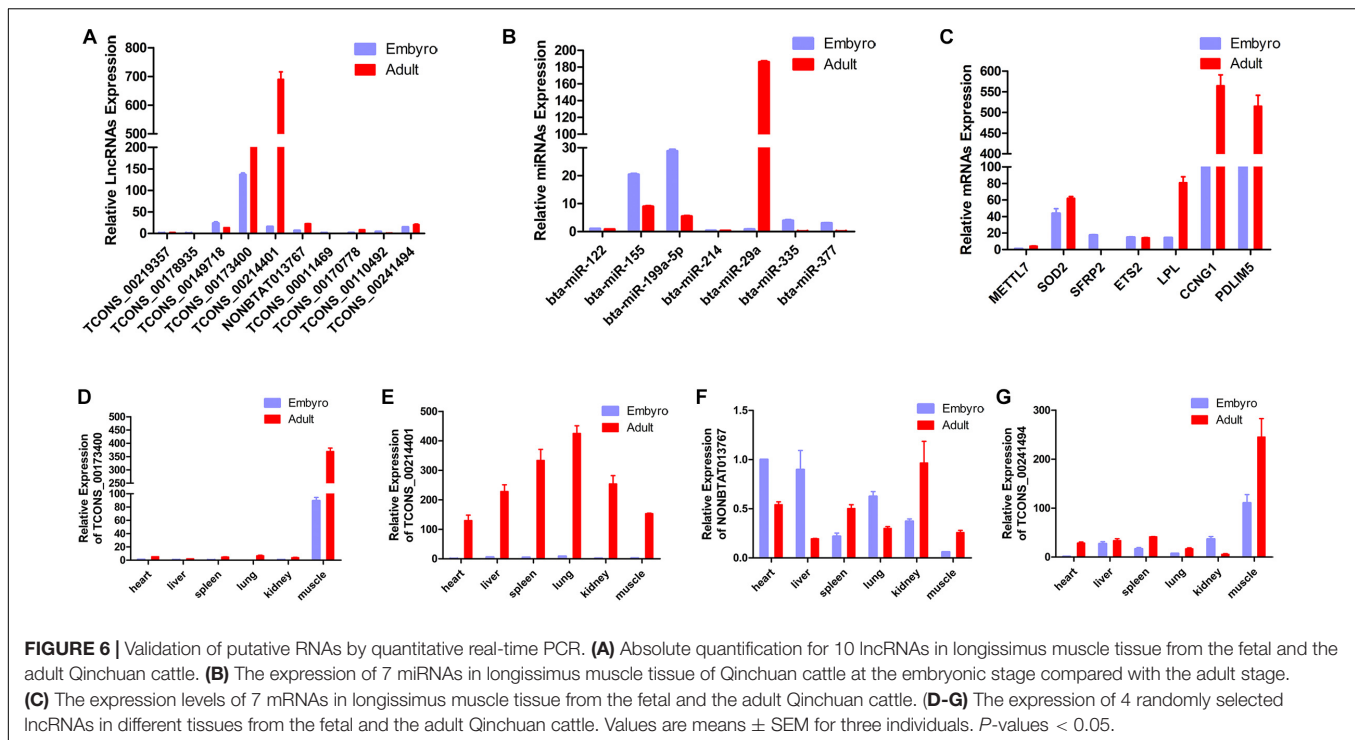 A
Embyro
Adult
Relative LncRNAs Expression
800
700
600
500
200
150
100
50
0
TCONS_00219357
TCONS_00178935
TCONS_00149718
TCONS_00173400
TCONS_00214401
NONBTAT013767
TCONS_00011469
TCONS_00170778
TCONS_00110492
TCONS_00241494
B
Embyro
Adult
Relative miRNAs Expression
200
180
160
140
120
100
30
20
10
0
bta-miR-122
bta-miR-155
bta-miR-199a-5p
bta-miR-214
bta-miR-29a
bta-miR-335
bta-miR-377
C
Embyro
Adult
Relative mRNAs Expression
600
550
500
450
400
350
300
100
80
60
40
20
0
METTL7
SOD2
SFRP2
ETS2
LPL
CCNG1
PDLIM5
D
Embyro
Adult
Relative Expression
of TCONS_00173400
500
450
400
350
300
250
100
80
60
40
20
0
heart
liver
spleen
lung
kidney
muscle
E
Embyro
Adult
Relative Expression
of TCONS_00214401
500
400
300
200
100
0
heart
liver
spleen
lung
kidney
muscle
F
Embyro
Adult
Relative Expression
of NONBTAT013767
1.5
1.0
0.5
0.0
heart
liver
spleen
lung
kidney
muscle
G
Embyro
Adult
Relative Expression
of TCONS_00241494
300
200
100
0
heart
liver
spleen
lung
kidney
muscle
FIGURE 6 | Validation of putative RNAs by quantitative real-time PCR. (A) Absolute quantification for 10 lncRNAs in longissimus muscle tissue from the fetal and the
adult Qinchuan cattle. (B) The expression of 7 miRNAs in longissimus muscle tissue of Qinchuan cattle at the embryonic stage compared with the adult stage.
(C) The expression levels of 7 mRNAs in longissimus muscle tissue from the fetal and the adult Qinchuan cattle. (D-G) The expression of 4 randomly selected
lncRNAs in different tissues from the fetal and the adult Qinchuan cattle. Values are means ± SEM for three individuals. P-values < 0.05.